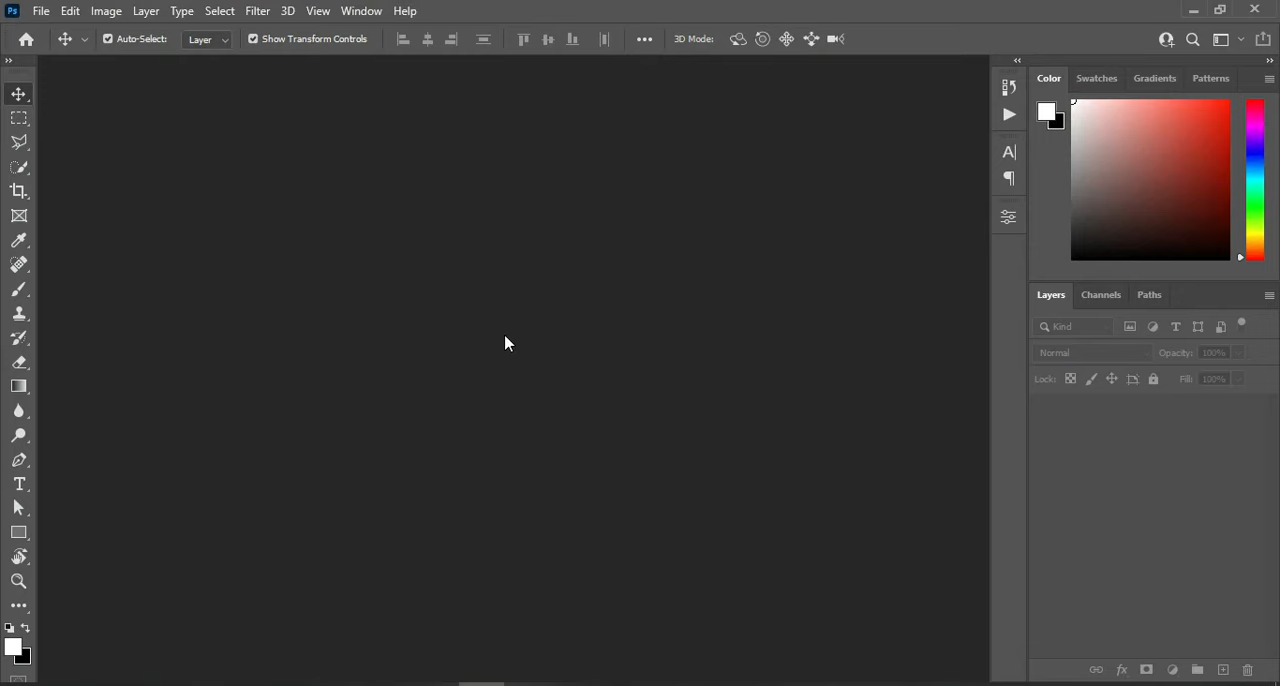 Ps File Edit Image Layer Type Select Filter 3D View Window Help
Auto-Select: Layer Show Transform Controls 3D Mode:
Color Swatches Gradients Patterns
Layers Channels Paths
Kind
Normal Opacity: 100%
Lock: Fill: 100%